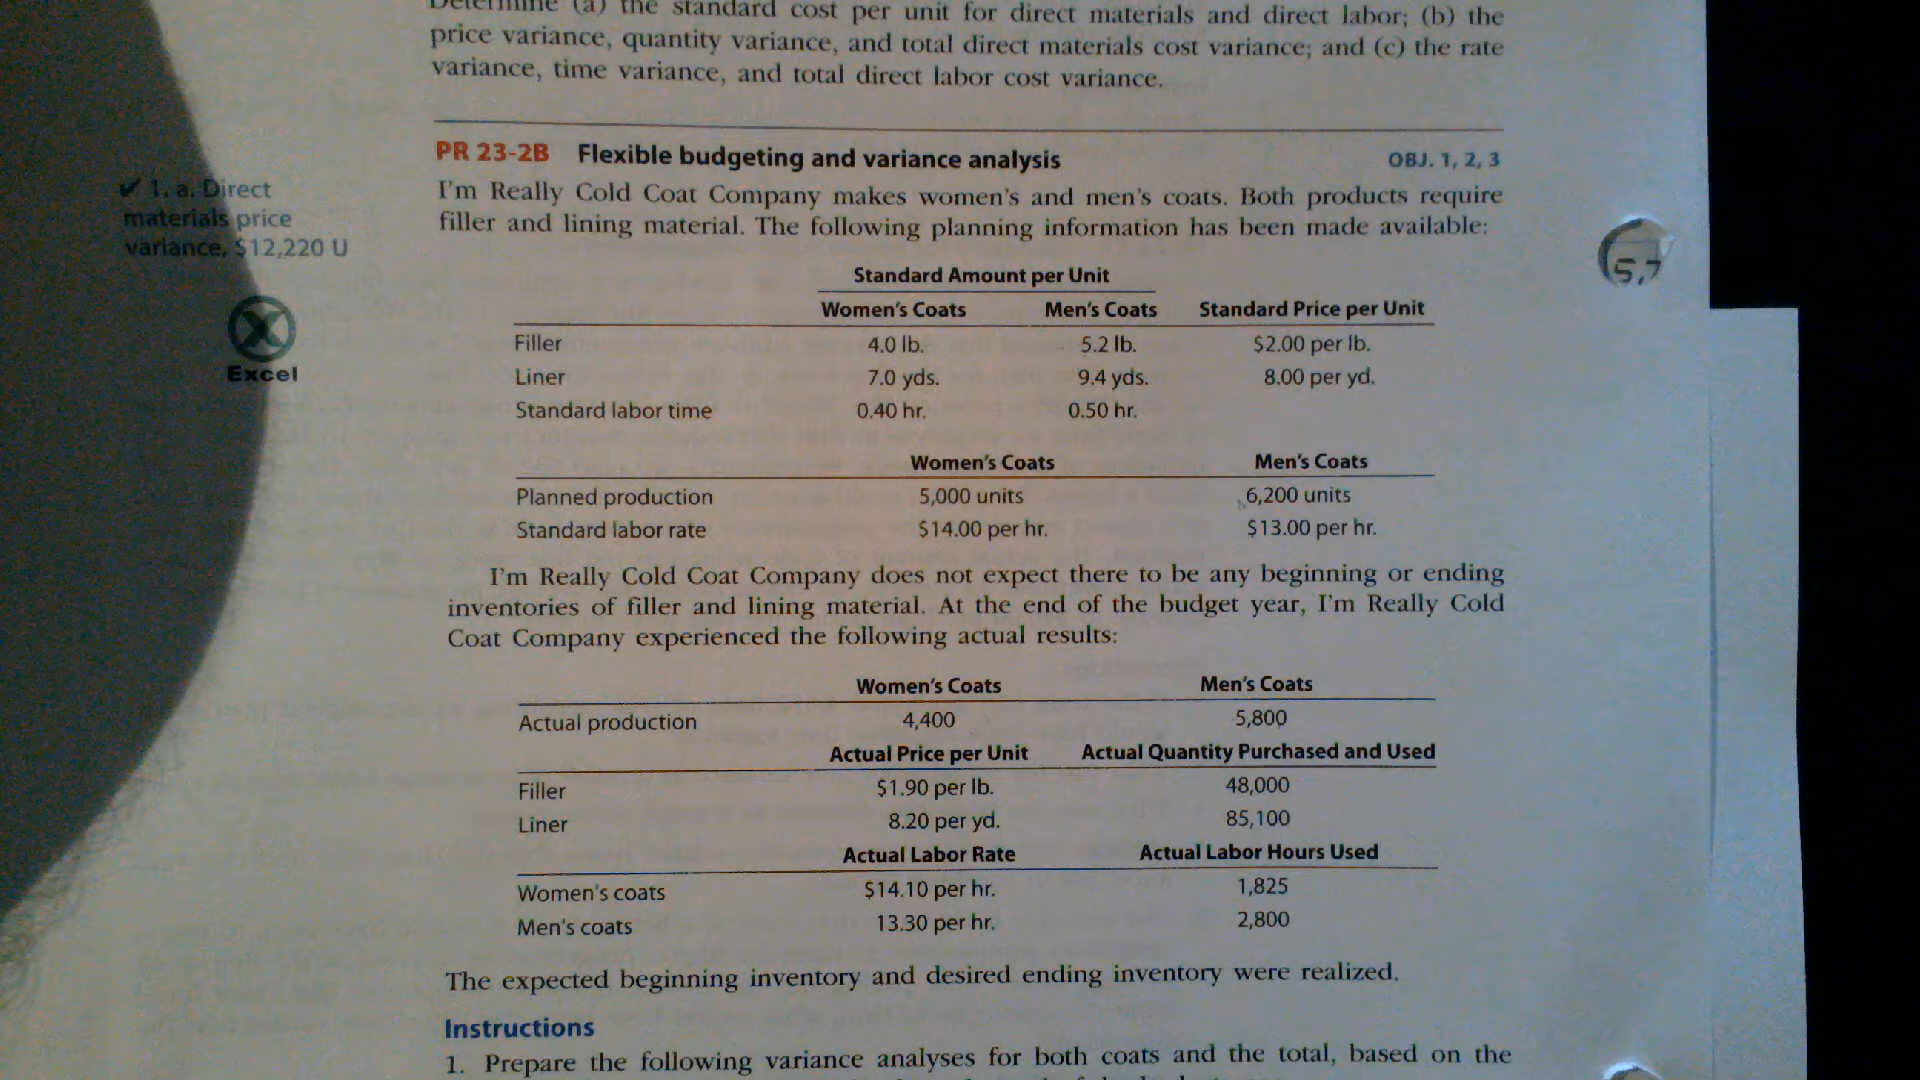 Determine (a) the standard cost per unit for direct materials and direct labor; (b) the
price variance, quantity variance, and total direct materials cost variance; and (c) the rate
variance, time variance, and total direct labor cost variance.
PR 23-2B Flexible budgeting and variance analysis OBJ. 1, 2, 3
✔ 1. a. Direct
materials price
variance, $12,220 U
Excel
I'm Really Cold Coat Company makes women's and men's coats. Both products require
filler and lining material. The following planning information has been made available:
Standard Amount per Unit
Women's Coats Men's Coats Standard Price per Unit
Filler 4.0 lb. 5.2 lb. $2.00 per lb.
Liner 7.0 yds. 9.4 yds. 8.00 per yd.
Standard labor time 0.40 hr. 0.50 hr.
Women's Coats Men's Coats
Planned production 5,000 units 6,200 units
Standard labor rate $14.00 per hr. $13.00 per hr.
I'm Really Cold Coat Company does not expect there to be any beginning or ending
inventories of filler and lining material. At the end of the budget year, I'm Really Cold
Coat Company experienced the following actual results:
Women's Coats Men's Coats
Actual production 4,400 5,800
Actual Price per Unit Actual Quantity Purchased and Used
Filler $1.90 per lb. 48,000
Liner 8.20 per yd. 85,100
Actual Labor Rate Actual Labor Hours Used
Women's coats $14.10 per hr. 1,825
Men's coats 13.30 per hr. 2,800
The expected beginning inventory and desired ending inventory were realized.
Instructions
1. Prepare the following variance analyses for both coats and the total, based on the